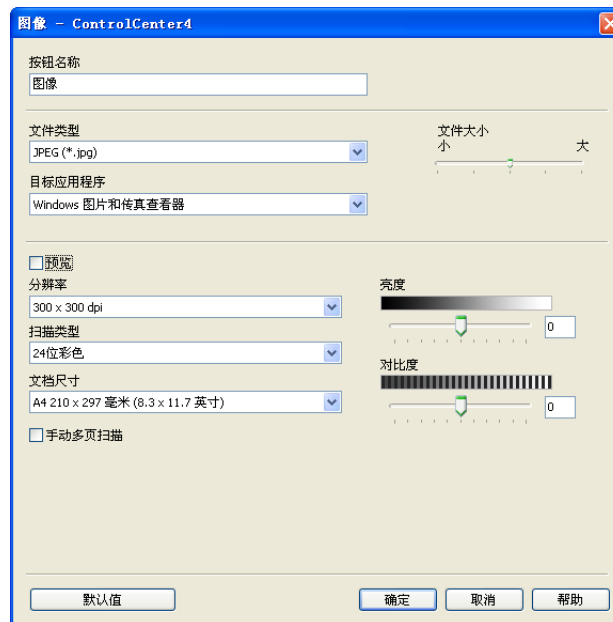 图像 - ControlCenter4
按钮名称
图像
文件类型
JPEG (*.jpg)
文件大小
小 大
目标应用程序
Windows 图片和传真查看器
预览
分辨率
300 x 300 dpi
亮度
0
扫描类型
24位彩色
对比度
0
文档尺寸
A4 210 x 297 毫米 (8.3 x 11.7 英寸)
手动多页扫描
默认值 确定 取消 帮助